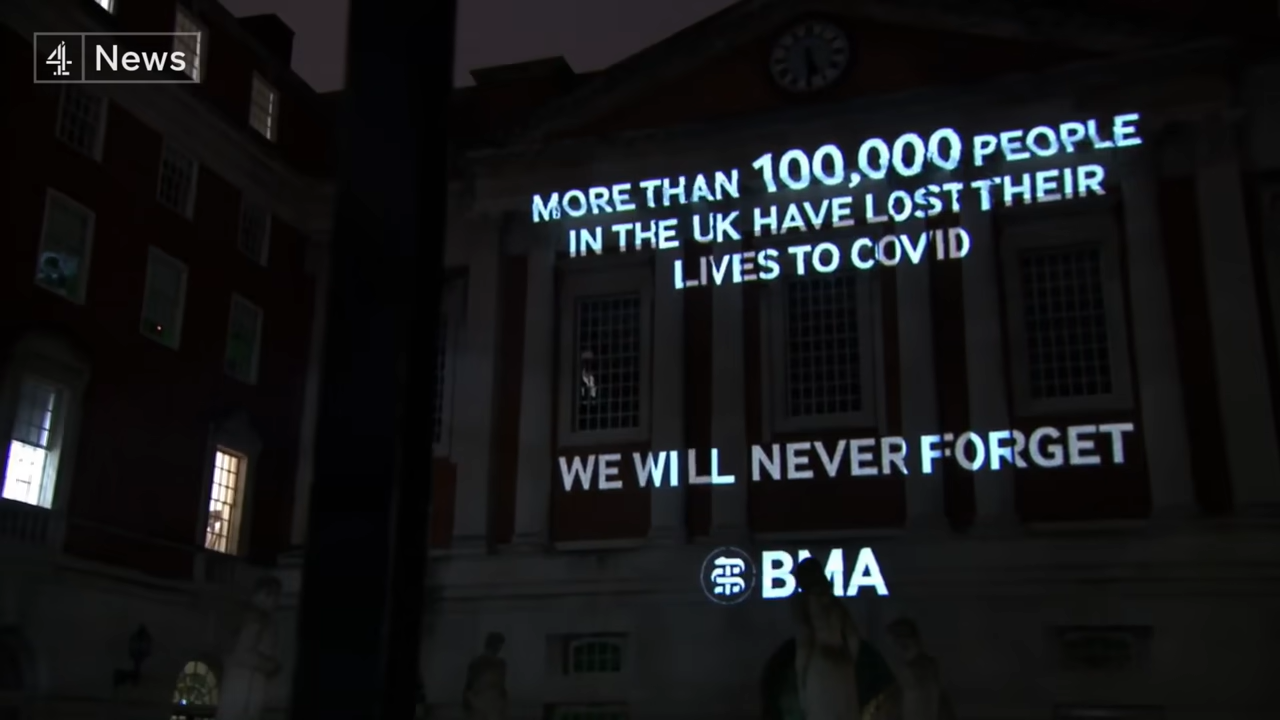 4 News
MORE THAN 100,000 PEOPLE
IN THE UK HAVE LOST THEIR
LIVES TO COVID
WE WILL NEVER FORGET
BMA